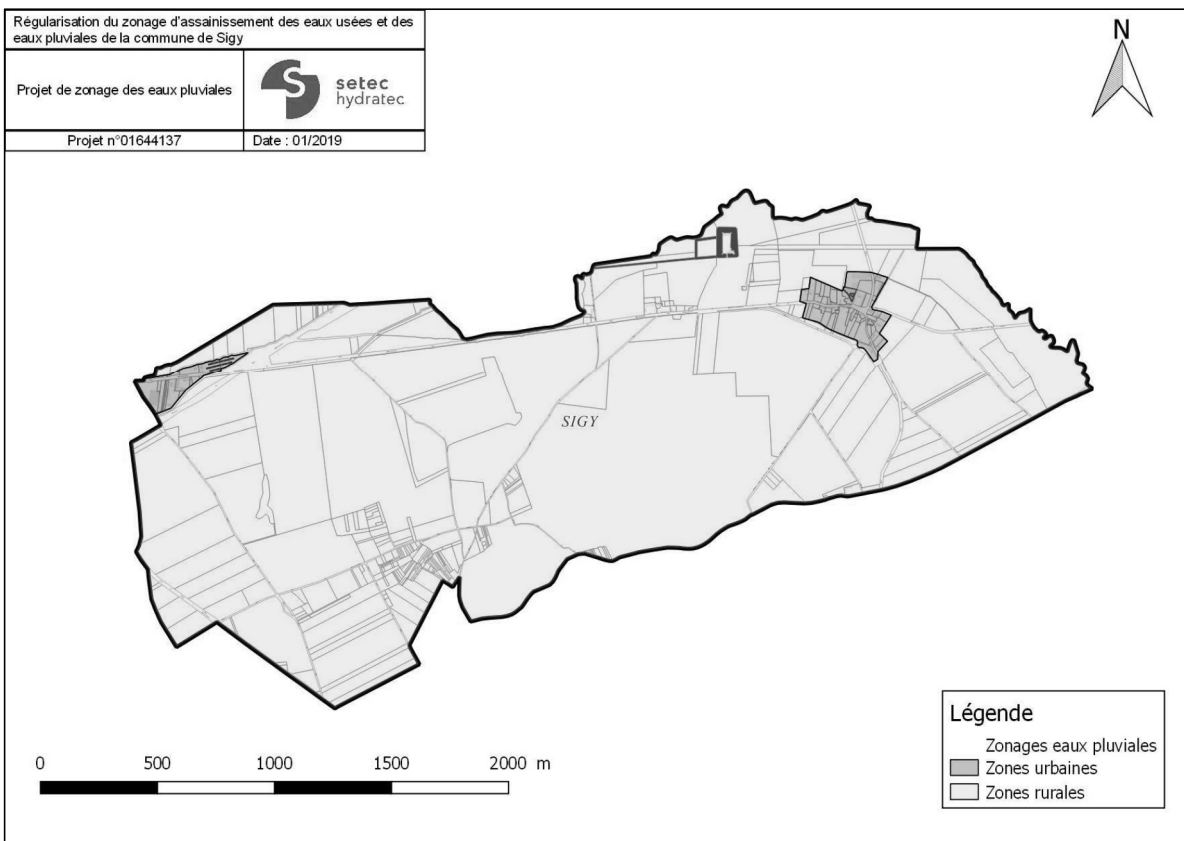 Régularisation du zonage d'assainissement des eaux usées et des
eaux pluviales de la commune de Sigy
Projet de zonage des eaux pluviales
S
setec
hydratec
Projet n°01644137
Date : 01/2019
N
SIGY
Légende
Zonages eaux pluviales
Zones urbaines
Zones rurales
0 500 1000 1500 2000 m